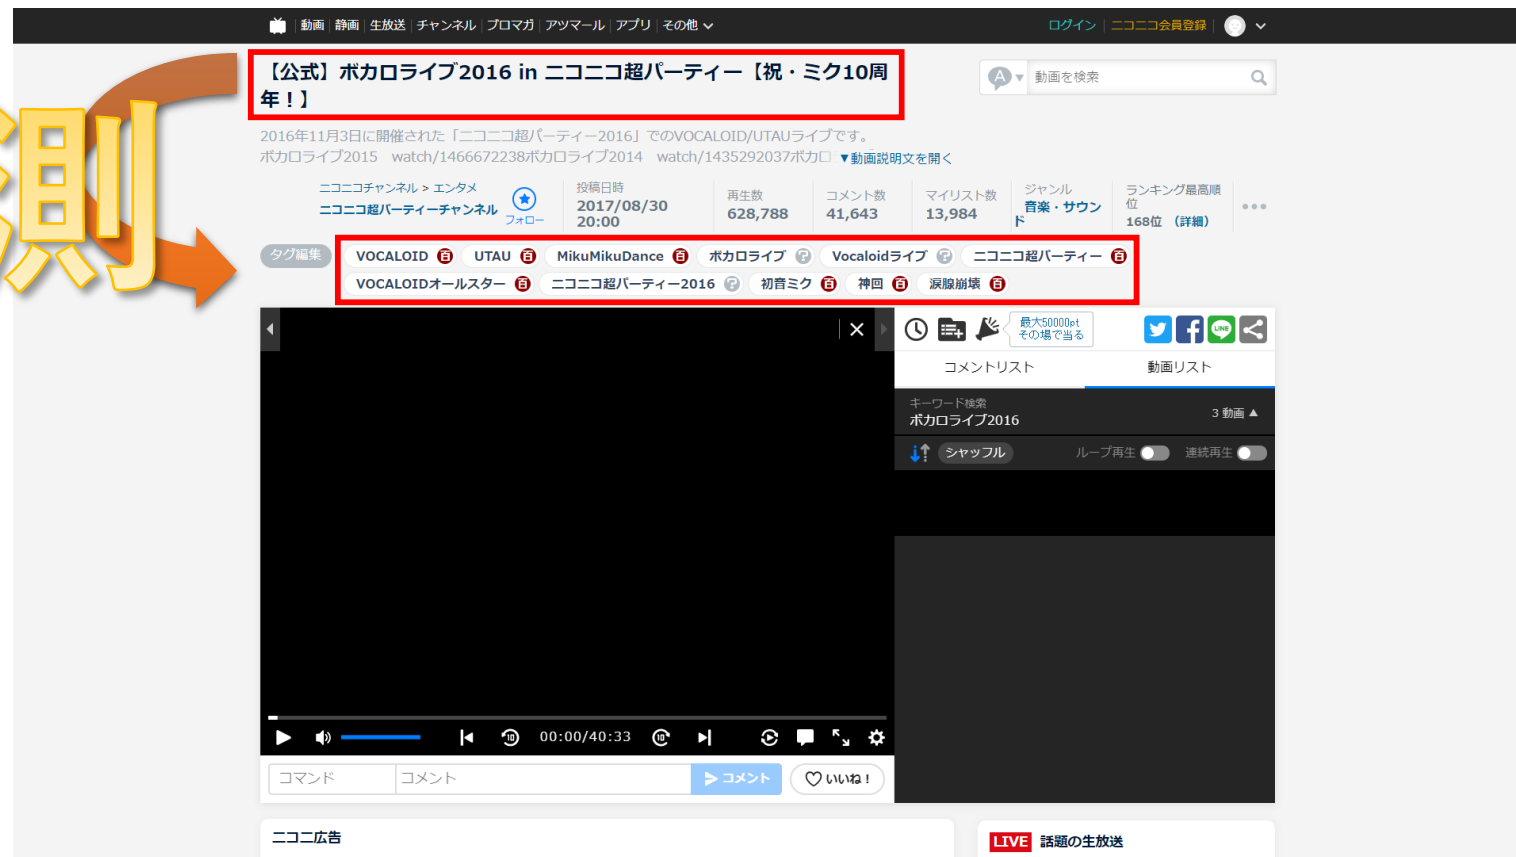 動画 静画 生放送 チャンネル ブロマガ アツマール アプリ その他
ログイン ニコニコ会員登録
【公式】ボカロライブ2016 in ニコニコ超パーティー【祝・ミク10周
年！】
動画を検索
2016年11月3日に開催された「ニコニコ超パーティー2016」でのVOCALOID/UTAUライブです。
ボカロライブ2015 watch/1466672238ボカロライブ2014 watch/1435292037ボカロ ▼動画説明文を開く
測
ニコニコチャンネル > エンタメ
ニコニコ超パーティーチャンネル
フォロー
投稿日時
2017/08/30
20:00
再生数
628,788
コメント数
41,643
マイリスト数
13,984
ジャンル
音楽・サウン
ド
ランキング最高順
位
168位 （詳細）
タグ編集
VOCALOID 百 UTAU 百 MikuMikuDance 百 ボカロライブ ? Vocaloidライブ ? ニコニコ超パーティー 百
VOCALOIDオールスター 百 ニコニコ超パーティー2016 ? 初音ミク 百 神回 百 涙腺崩壊 百
最大50000pt
その場で当る
LINE
コメントリスト 動画リスト
キーワード検索
ボカロライブ2016
3 動画 ▲
シャッフル ループ再生 連続再生
10 00:00/40:33 10
コマンド コメント コメント いいね！
ニコニ広告
LIVE 話題の生放送